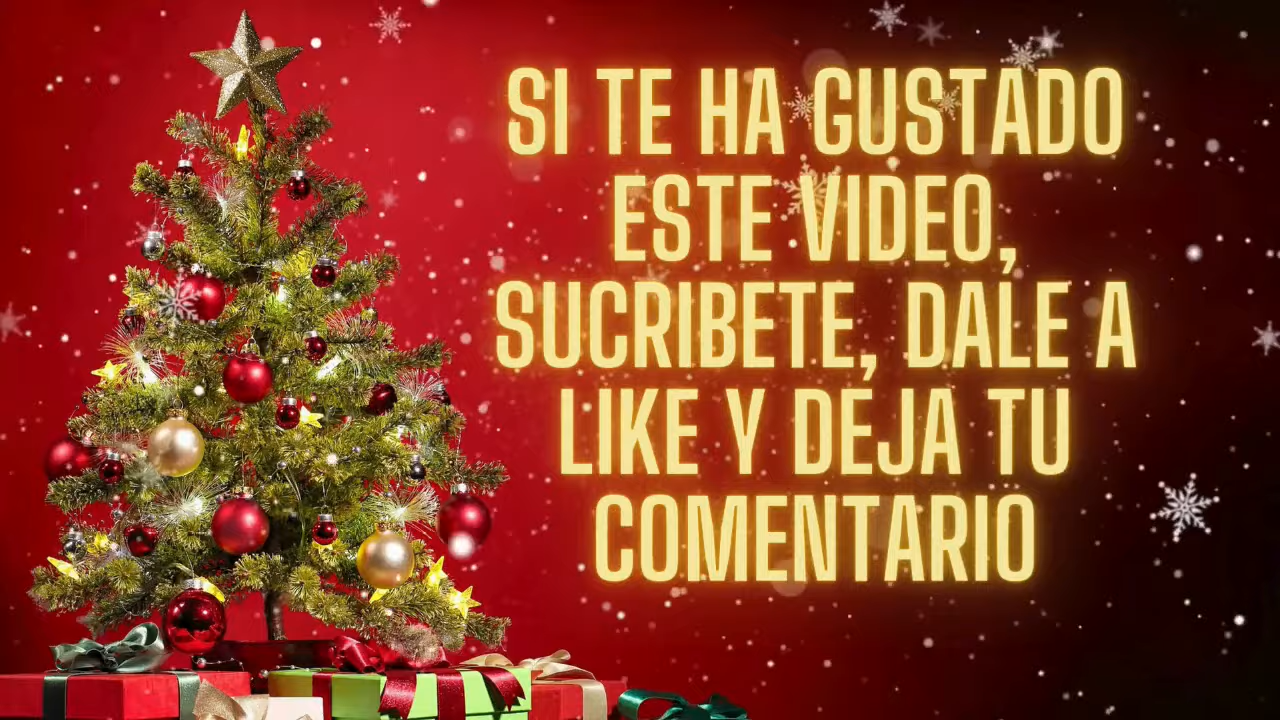 SI TE HA GUSTADO
ESTE VIDEO,
SUCRIBETE, DALE A
LIKE Y DEJA TU
COMENTARIO